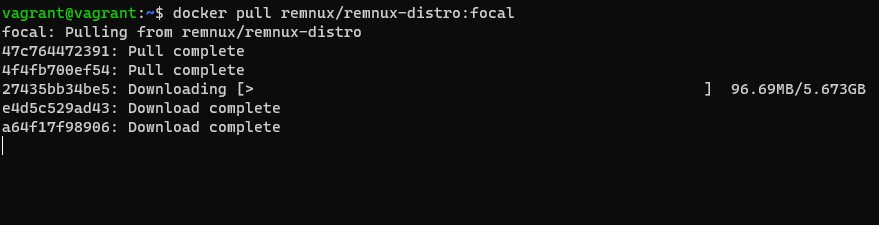 vagrant@vagrant:~$ docker pull remnux/remnux-distro:focal
focal: Pulling from remnux/remnux-distro
47c764472391: Pull complete
4f4fb700ef54: Pull complete
27435bb34be5: Downloading [>                                                  ]  96.69MB/5.673GB
e4d5c529ad43: Download complete
a64f17f98906: Download complete